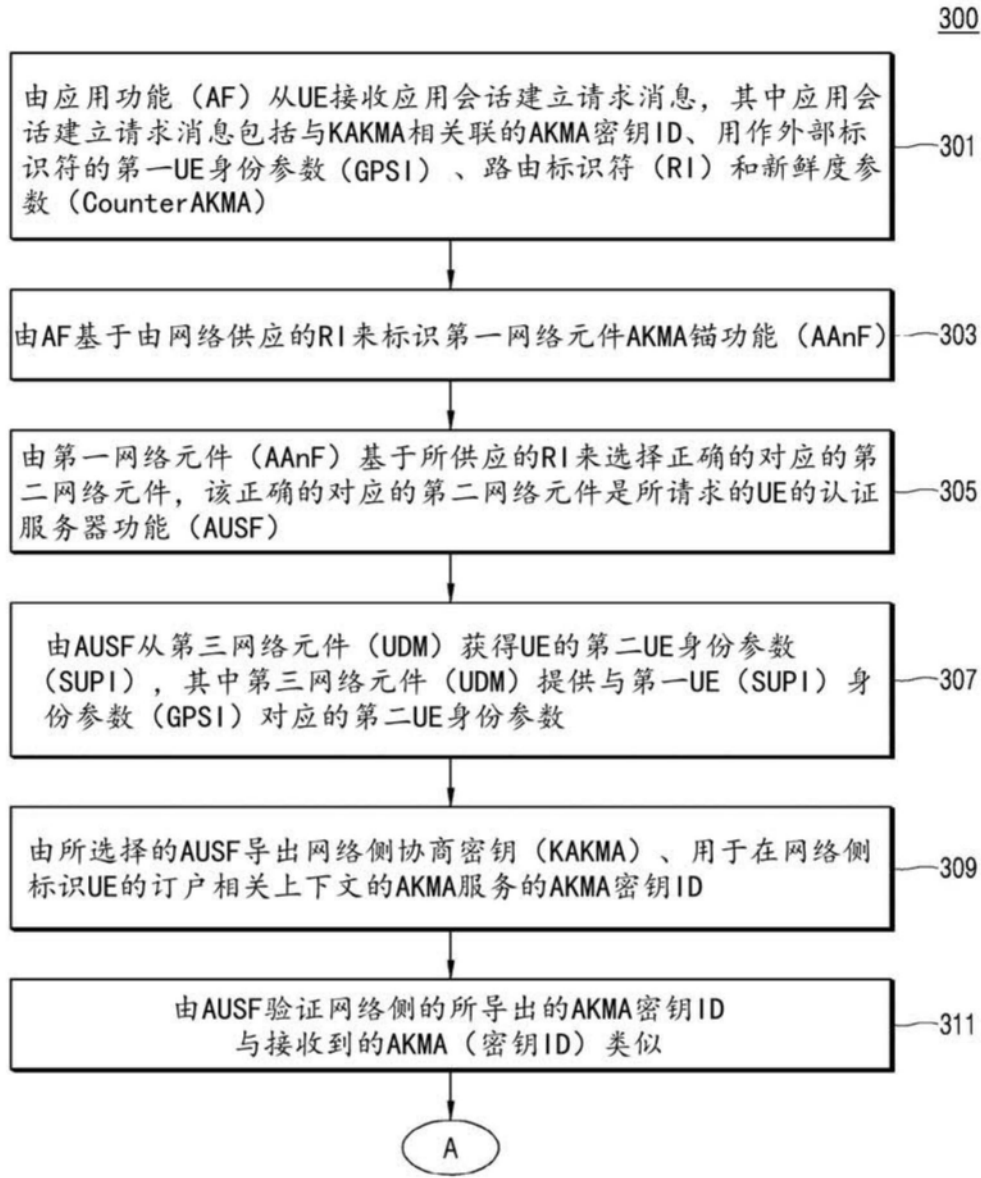 300
由应用功能（AF）从UE接收应用会话建立请求消息，其中应用会
话建立请求消息包括与KAKMA相关联的AKMA密钥ID、用作外部标
识符的第一UE身份参数（GPSI）、路由标识符（RI）和新鲜度参
数（CounterAKMA）
301
由AF基于由网络供应的RI来标识第一网络元件AKMA锚功能（AAnF）
303
由第一网络元件（AAnF）基于所供应的RI来选择正确的对应的第
二网络元件，该正确的对应的第二网络元件是所请求的UE的认证
服务器功能（AUSF）
305
由AUSF从第三网络元件（UDM）获得UE的第二UE身份参数
（SUPI），其中第三网络元件（UDM）提供与第一UE（SUPI）身
份参数（GPSI）对应的第二UE身份参数
307
由所选择的AUSF导出网络侧协商密钥（KAKMA）、用于在网络侧
标识UE的订户相关上下文的AKMA服务的AKMA密钥ID
309
由AUSF验证网络侧的所导出的AKMA密钥ID
与接收到的AKMA（密钥ID）类似
311
A